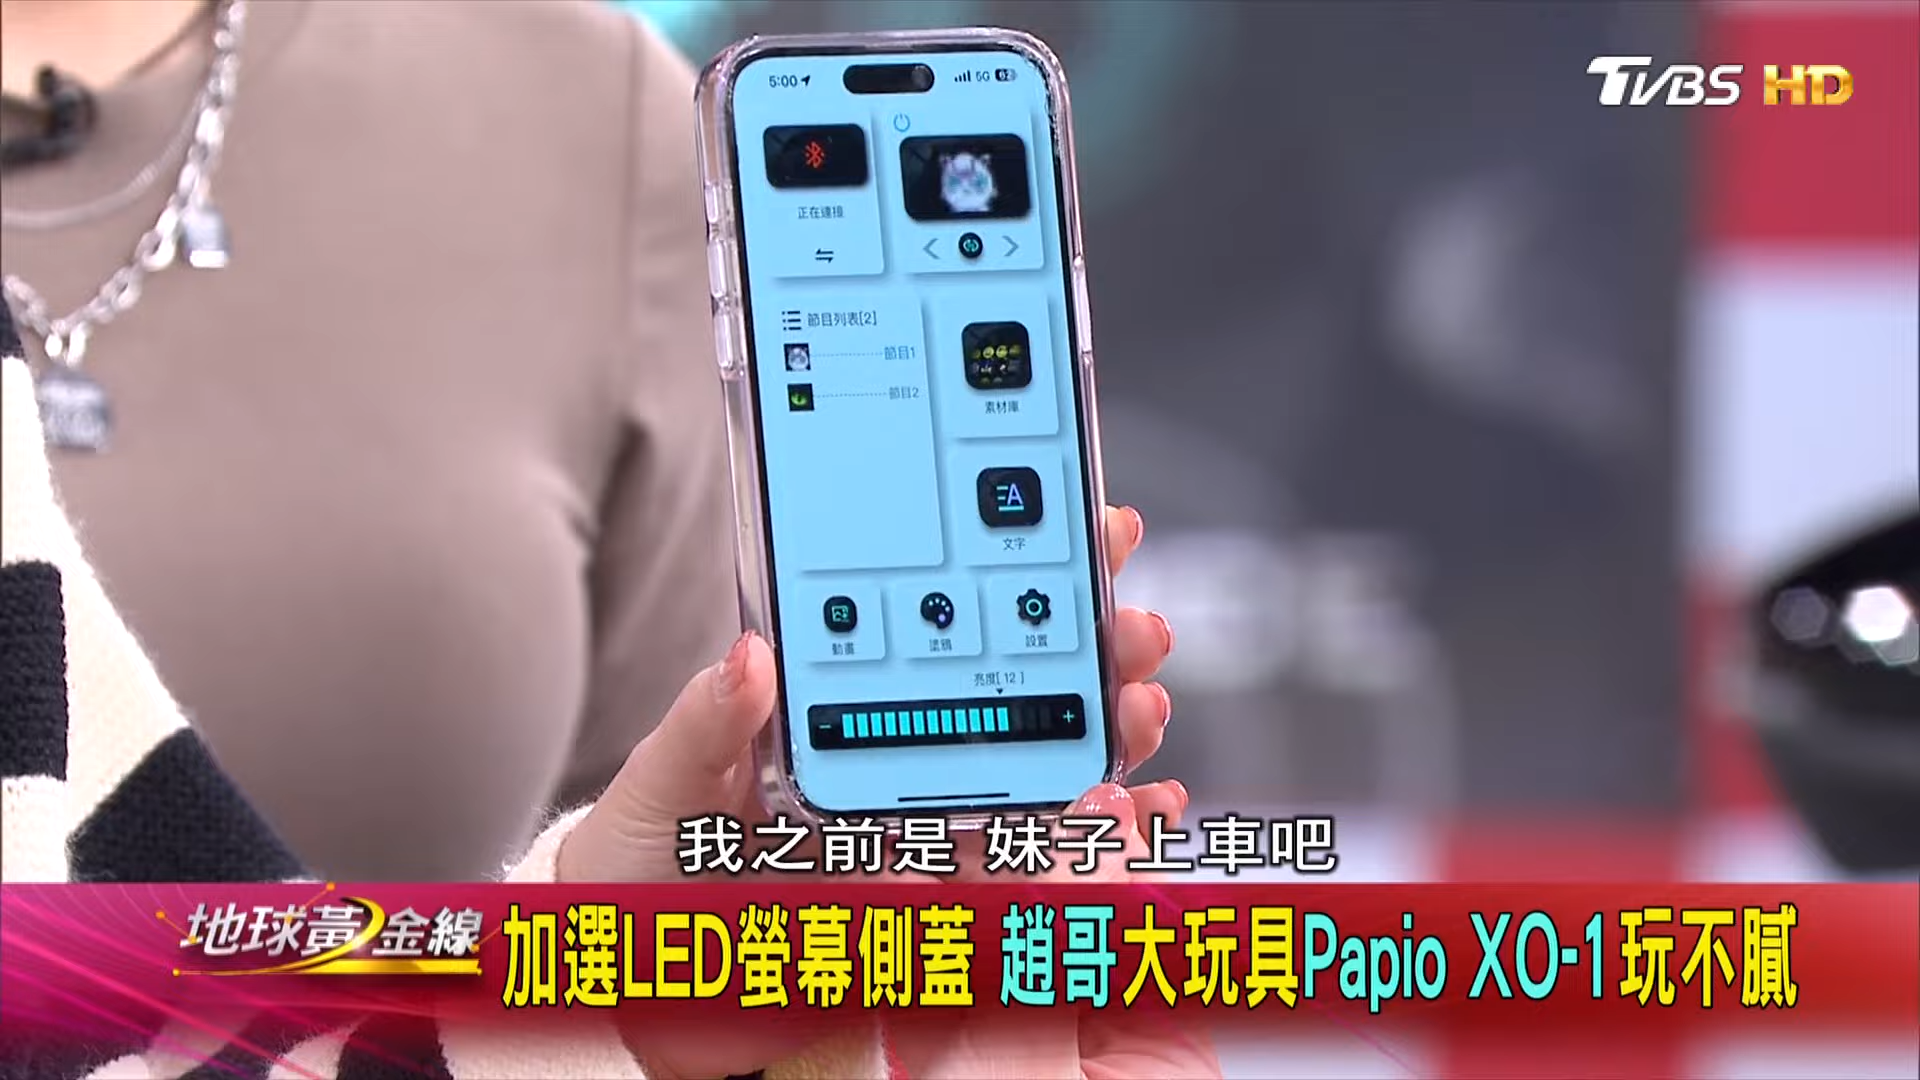 TVBS HD
5:00
5G 62
正在連接
節目列表[2]
節目1
節目2
素材庫
A
文字
動畫
塗鴉
設置
亮度[ 12 ]
− +
我之前是 妹子上車吧
地球黃金線
加選LED螢幕側蓋 趙哥大玩具Papio XO-1玩不膩